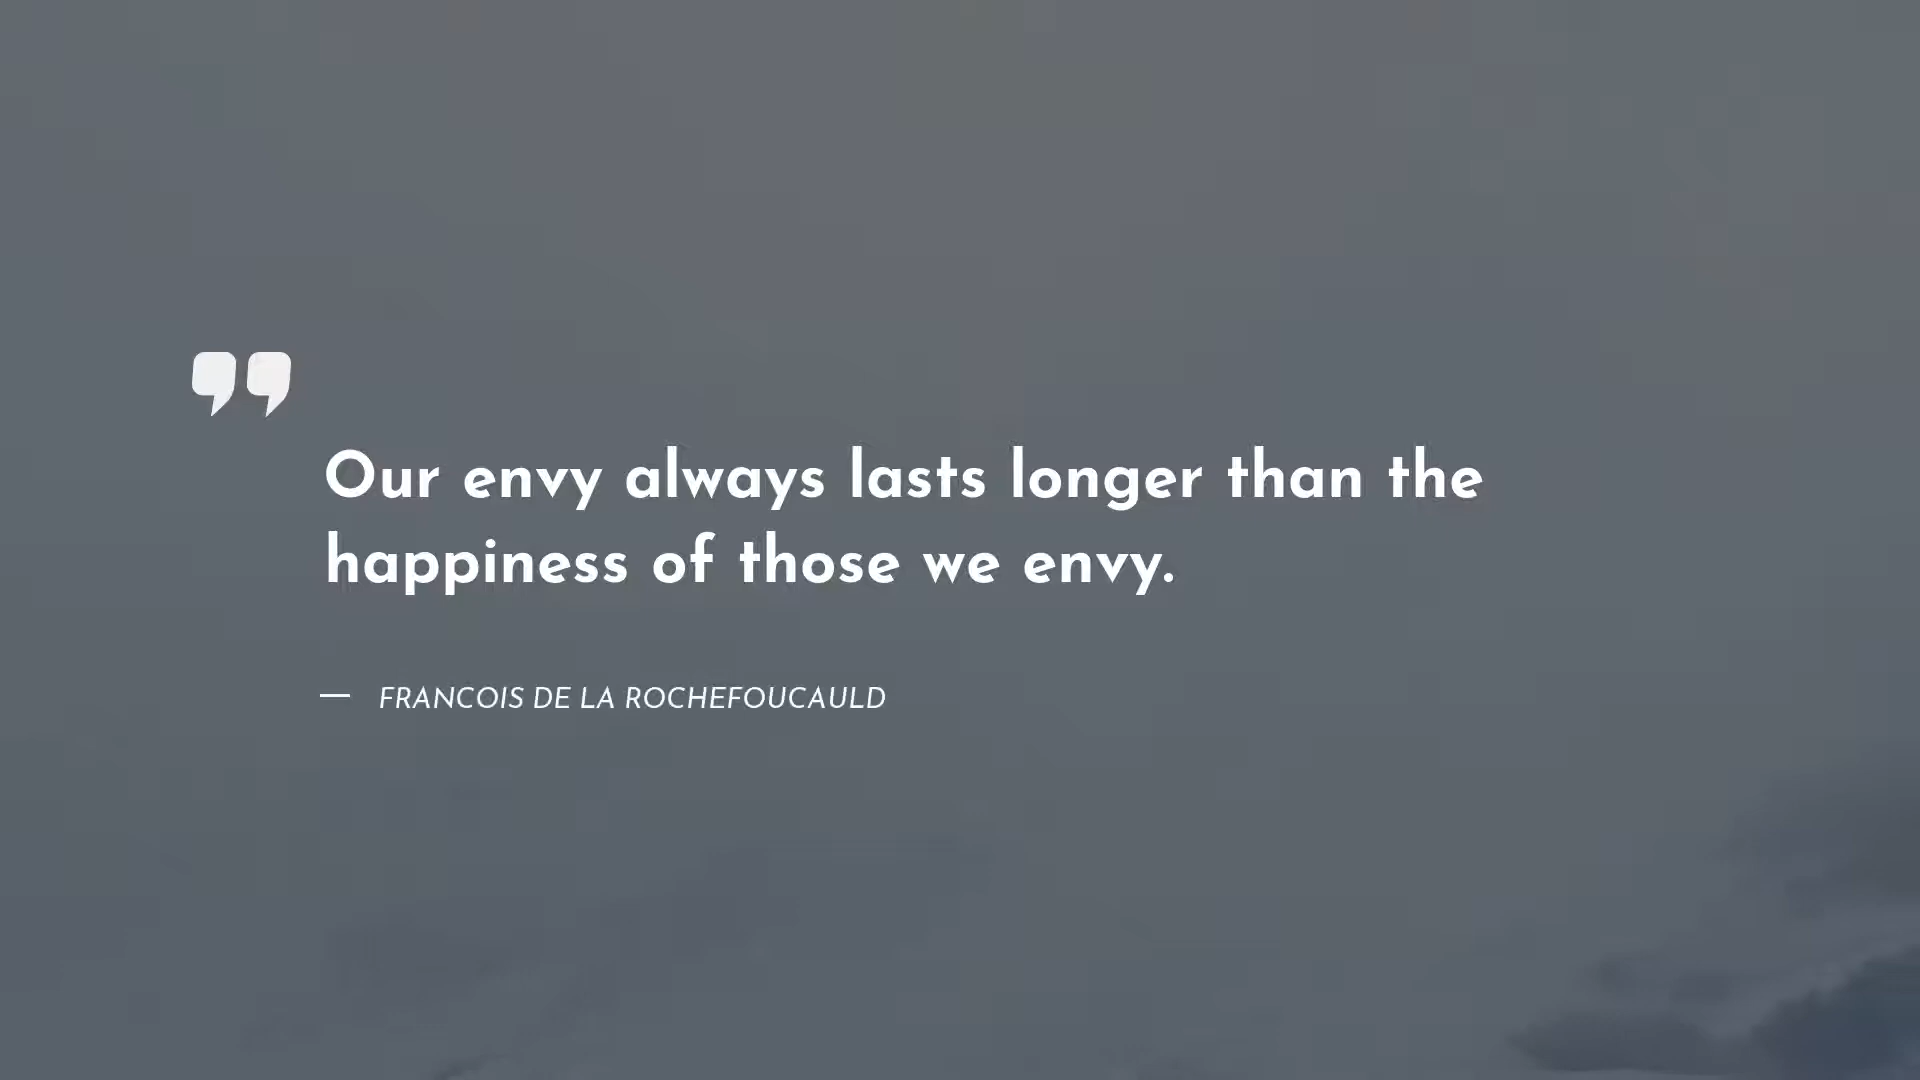 ”
Our envy always lasts longer than the
happiness of those we envy.
— FRANCOIS DE LA ROCHEFOUCAULD